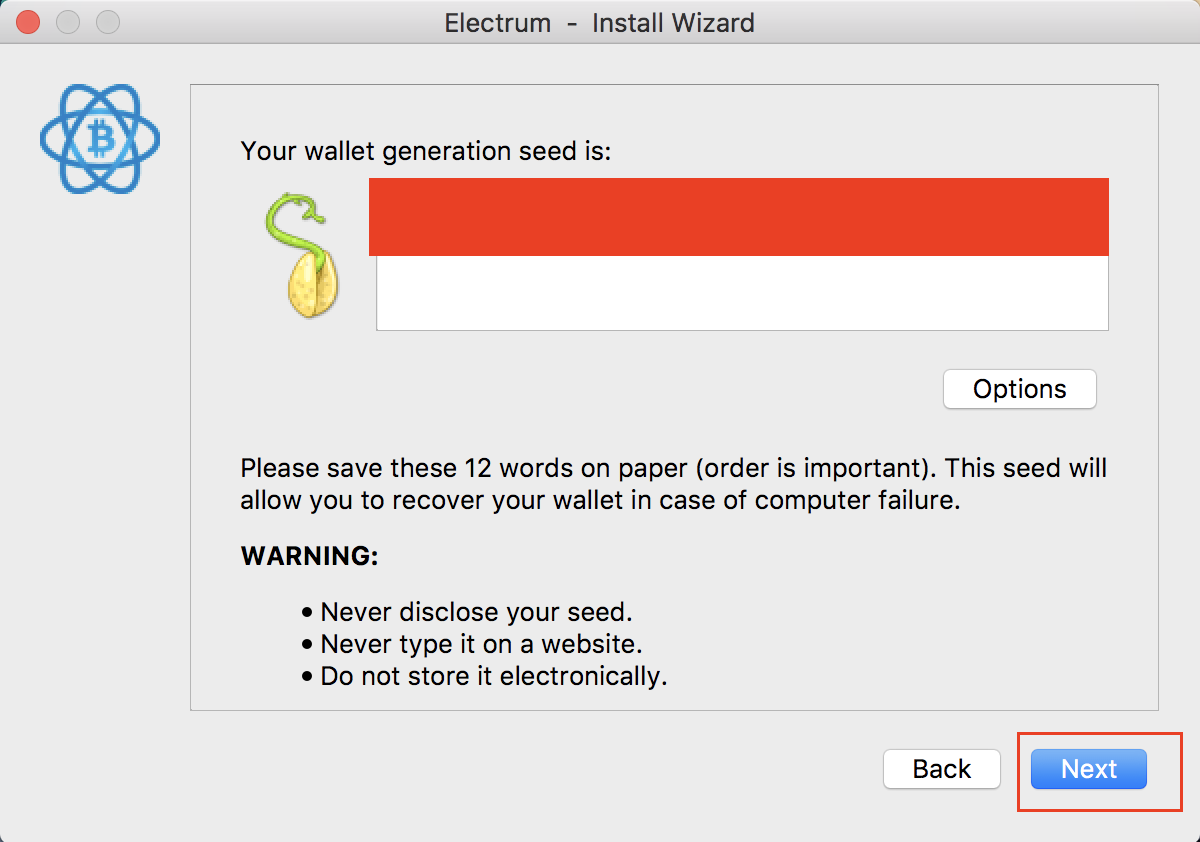 Electrum - Install Wizard
Your wallet generation seed is:
Options
Please save these 12 words on paper (order is important). This seed will
allow you to recover your wallet in case of computer failure.
WARNING:
• Never disclose your seed.
• Never type it on a website.
• Do not store it electronically.
Back Next